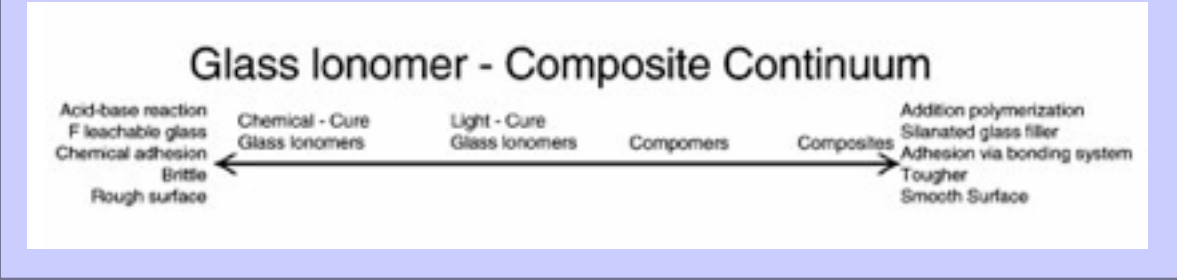 Glass Ionomer - Composite Continuum
Acid-base reaction
F leachable glass
Chemical adhesion
Brittle
Rough surface
Chemical - Cure
Glass Ionomers
Light - Cure
Glass Ionomers
Compomers
Composites
Addition polymerization
Silanated glass filler
Adhesion via bonding system
Tougher
Smooth Surface